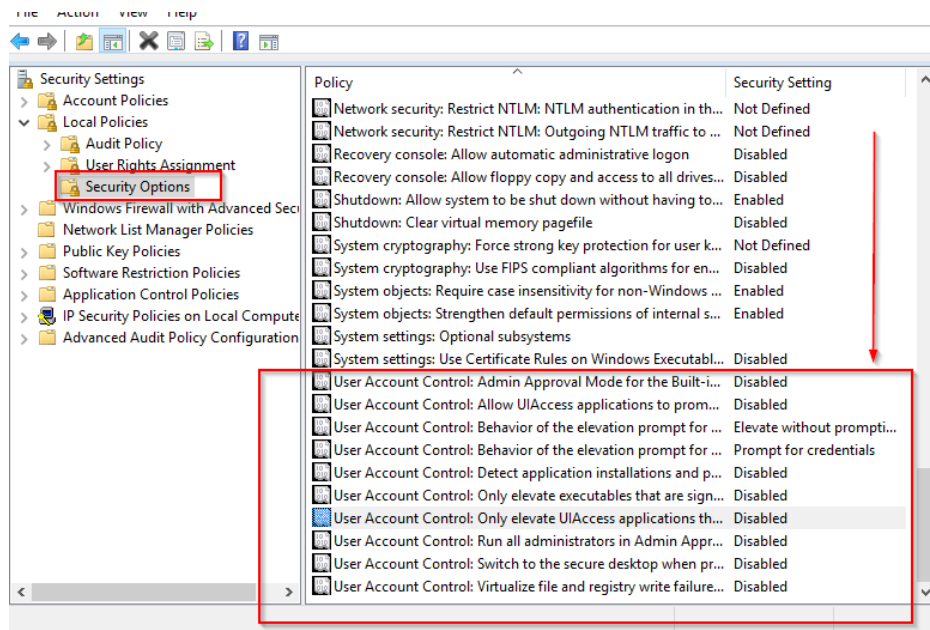 File Action View Help
Security Settings
Account Policies
Local Policies
Audit Policy
User Rights Assignment
Security Options
Windows Firewall with Advanced Secu
Network List Manager Policies
Public Key Policies
Software Restriction Policies
Application Control Policies
IP Security Policies on Local Compute
Advanced Audit Policy Configuration
Policy Security Setting
Network security: Restrict NTLM: NTLM authentication in th... Not Defined
Network security: Restrict NTLM: Outgoing NTLM traffic to ... Not Defined
Recovery console: Allow automatic administrative logon Disabled
Recovery console: Allow floppy copy and access to all drives... Disabled
Shutdown: Allow system to be shut down without having to... Enabled
Shutdown: Clear virtual memory pagefile Disabled
System cryptography: Force strong key protection for user k... Not Defined
System cryptography: Use FIPS compliant algorithms for en... Disabled
System objects: Require case insensitivity for non-Windows ... Enabled
System objects: Strengthen default permissions of internal s... Enabled
System settings: Optional subsystems
System settings: Use Certificate Rules on Windows Executabl... Disabled
User Account Control: Admin Approval Mode for the Built-i... Disabled
User Account Control: Allow UIAccess applications to prom... Disabled
User Account Control: Behavior of the elevation prompt for ... Elevate without prompti...
User Account Control: Behavior of the elevation prompt for ... Prompt for credentials
User Account Control: Detect application installations and p... Disabled
User Account Control: Only elevate executables that are sign... Disabled
User Account Control: Only elevate UIAccess applications th... Disabled
User Account Control: Run all administrators in Admin Appr... Disabled
User Account Control: Switch to the secure desktop when pr... Disabled
User Account Control: Virtualize file and registry write failure... Disabled